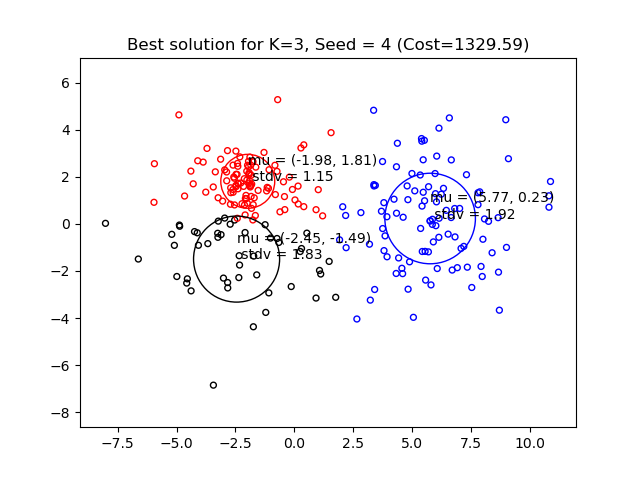 Best solution for K=3, Seed = 4 (Cost=1329.59)
6
4
mu = (-1.98, 1.81)
stdv = 1.15
2
mu = (5.77, 0.23)
stdv = 1.92
0
mu = (-2.45, -1.49)
stdv = 1.83
−2
−4
−6
−8
−7.5 −5.0 −2.5 0.0 2.5 5.0 7.5 10.0